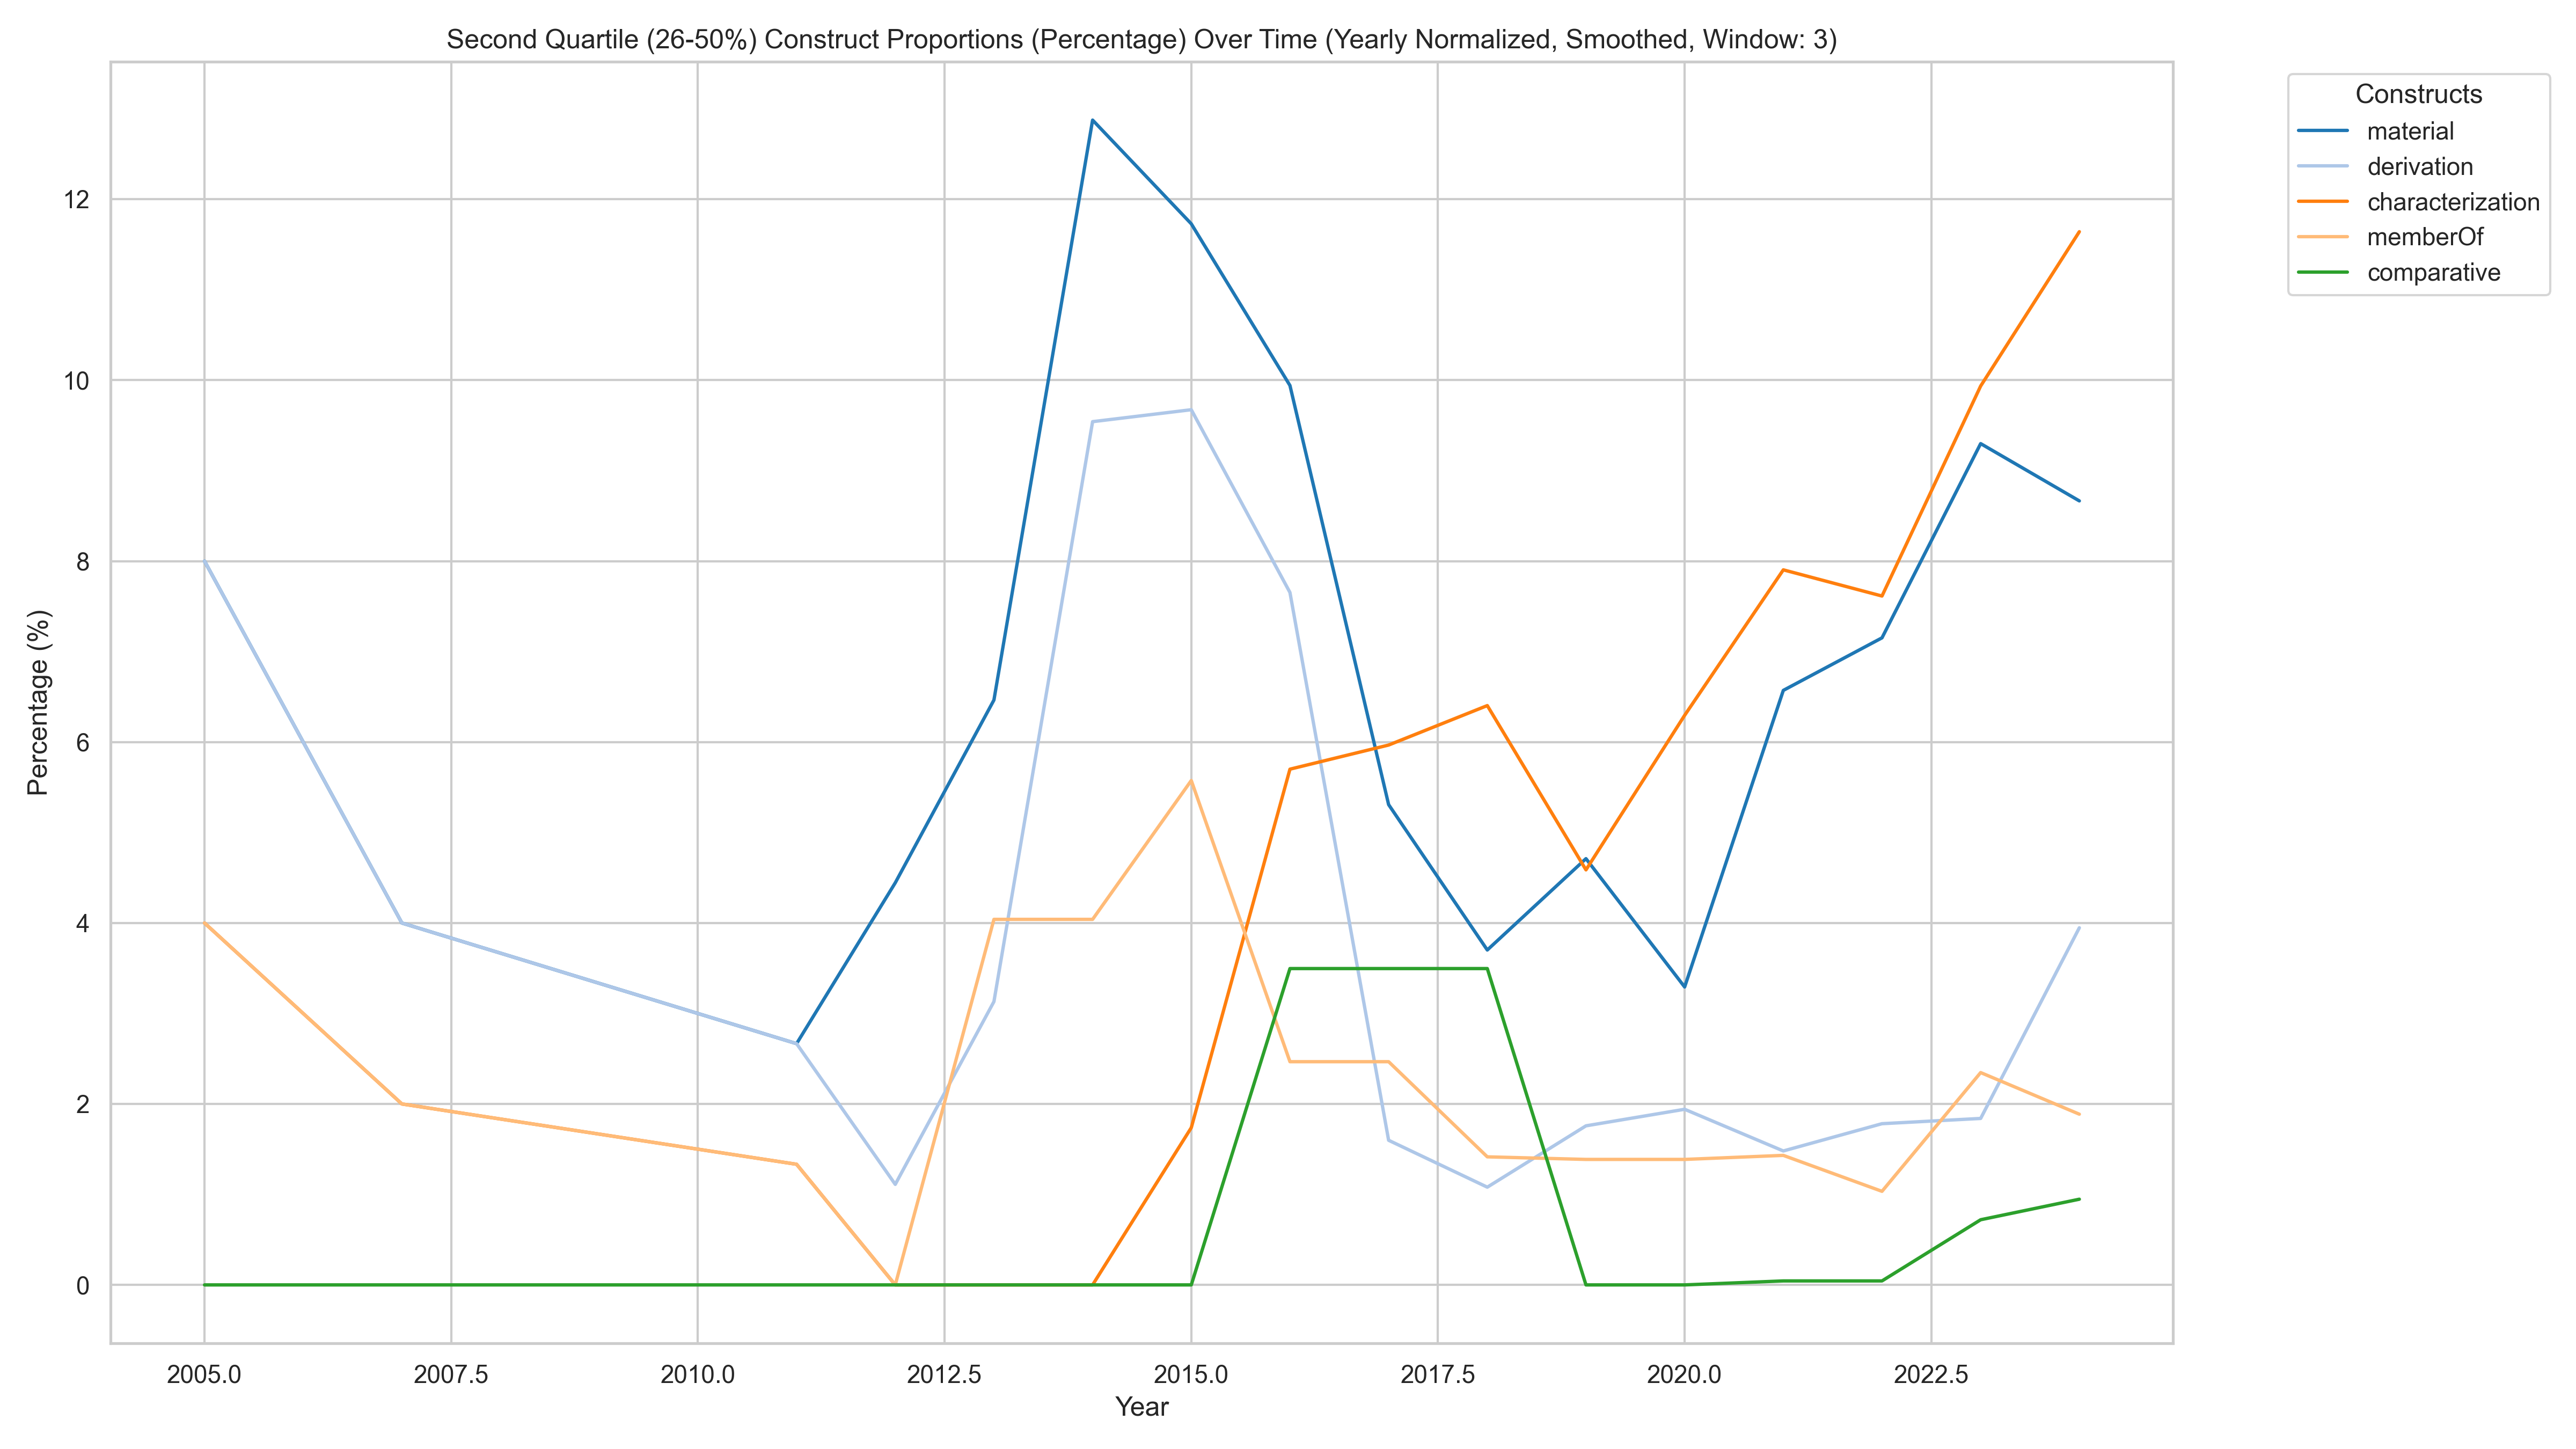 Second Quartile (26-50%) Construct Proportions (Percentage) Over Time (Yearly Normalized, Smoothed, Window: 3)
Constructs
material
derivation
characterization
memberOf
comparative
Percentage (%)
12
10
8
6
4
2
0
2005.0 2007.5 2010.0 2012.5 2015.0 2017.5 2020.0 2022.5
Year